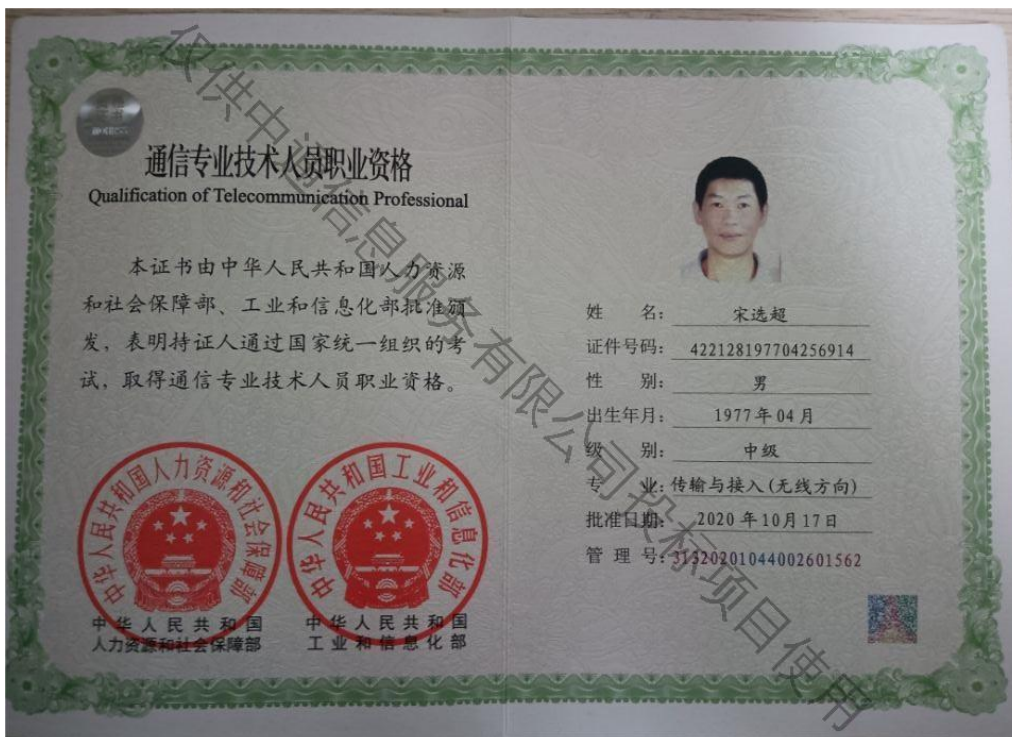 通信专业技术人员职业资格
Qualification of Telecommunication Professional
本证书由中华人民共和国人力资源
和社会保障部、工业和信息化部批准颁
发，表明持证人通过国家统一组织的考
试，取得通信专业技术人员职业资格。
中华人民共和国人力资源和社会保障部
中华人民共和国
人力资源和社会保障部
中华人民共和国工业和信息化部
中华人民共和国
工业和信息化部
姓名：宋选超
证件号码：422128197704256914
性别：男
出生年月：1977年04月
级别：中级
专业：传输与接入(无线方向)
批准日期：2020年10月17日
管理号：31320201044002601562
仅供中通信息服务有限公司投标项目使用